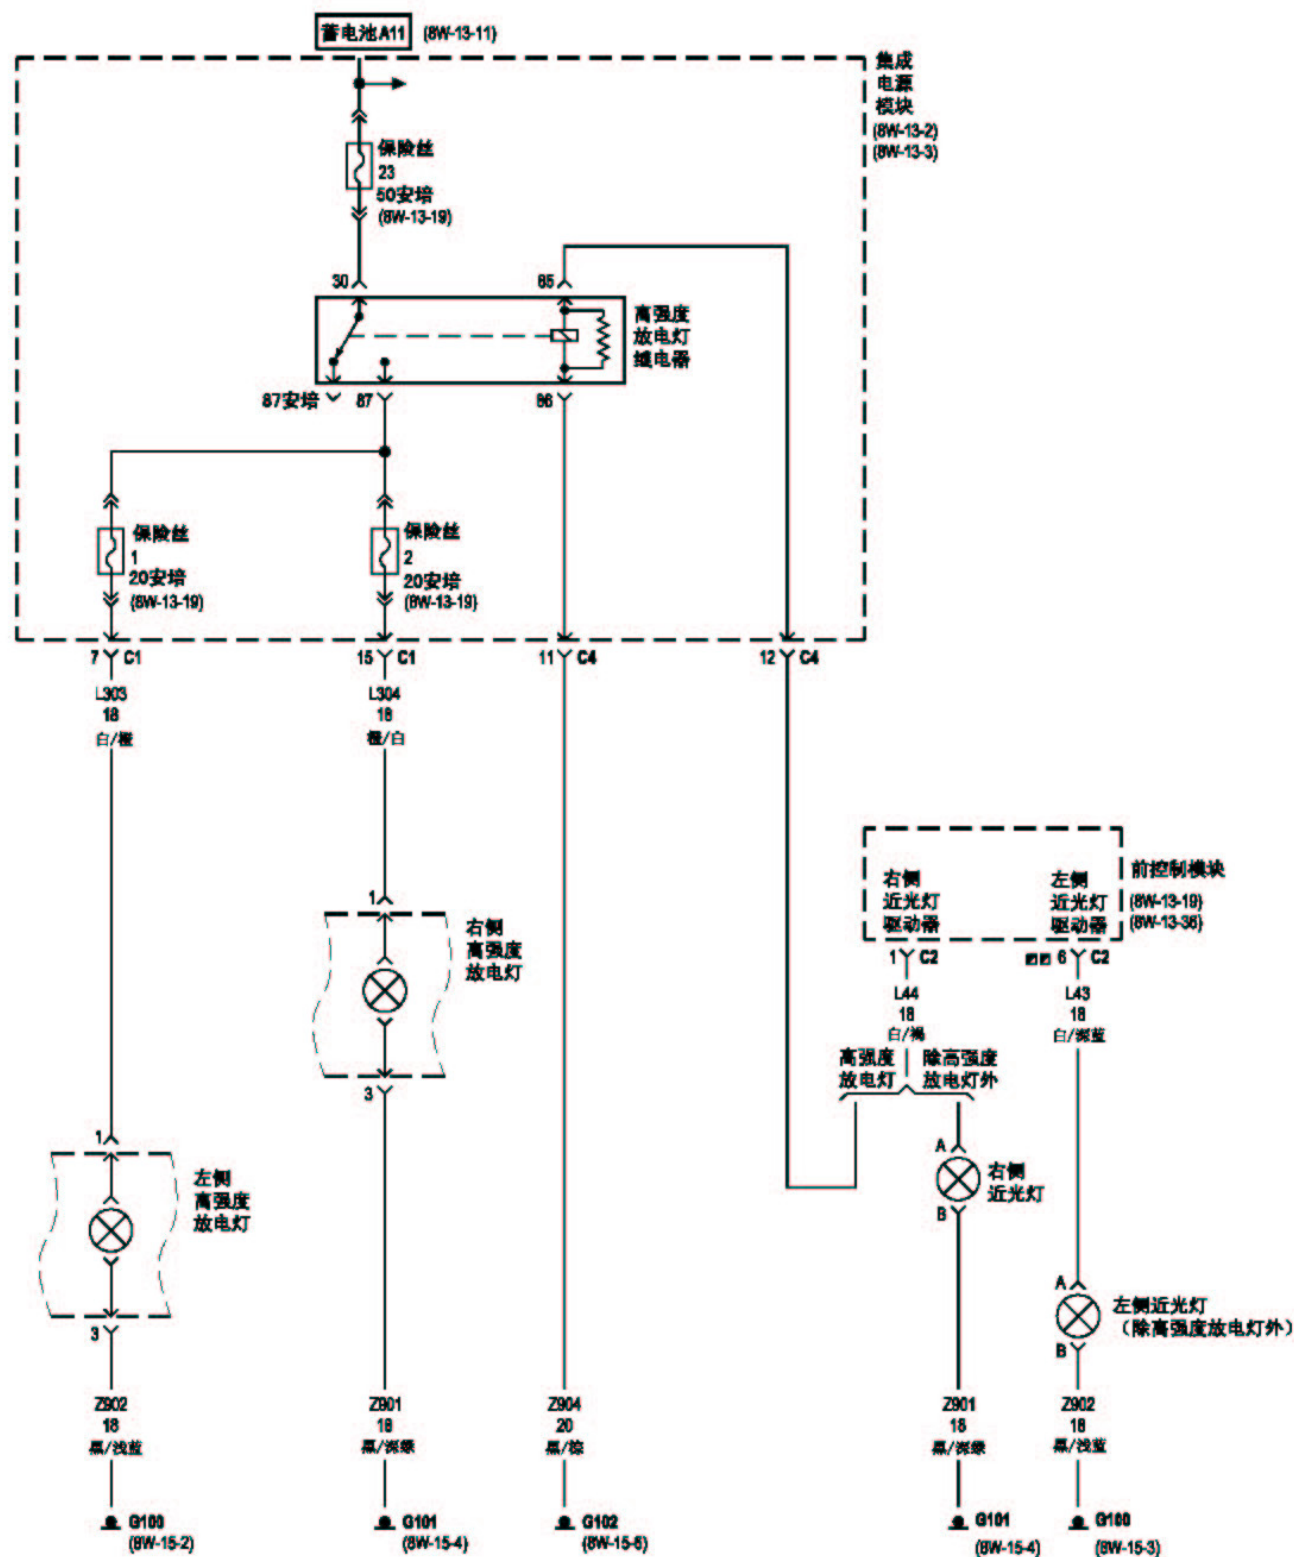 蓄电池A11 (8W-13-11)
集成
电源
模块
(8W-13-2)
(8W-13-3)
保险丝
23
50安培
(8W-13-19)
30
85
高强度
放电灯
继电器
87安培
87
86
保险丝
1
20安培
(8W-13-19)
保险丝
2
20安培
(8W-13-19)
7 C1
15 C1
11 C4
12 C4
L303
18
白/橙
L304
18
橙/白
前控制模块
(8W-13-19)
(8W-13-36)
右侧
近光灯
驱动器
左侧
近光灯
驱动器
1 C2
6 C2
L44
18
白/褐
L43
18
白/深蓝
高强度
放电灯
除高强度
放电灯外
1
右侧
高强度
放电灯
3
1
左侧
高强度
放电灯
3
A
右侧
近光灯
B
A
左侧近光灯
（除高强度放电灯外）
B
Z902
18
黑/浅蓝
Z901
18
黑/深绿
Z904
20
黑/棕
Z901
18
黑/深绿
Z902
18
黑/浅蓝
G100
(8W-15-2)
G101
(8W-15-4)
G102
(8W-15-5)
G101
(8W-15-4)
G100
(8W-15-3)